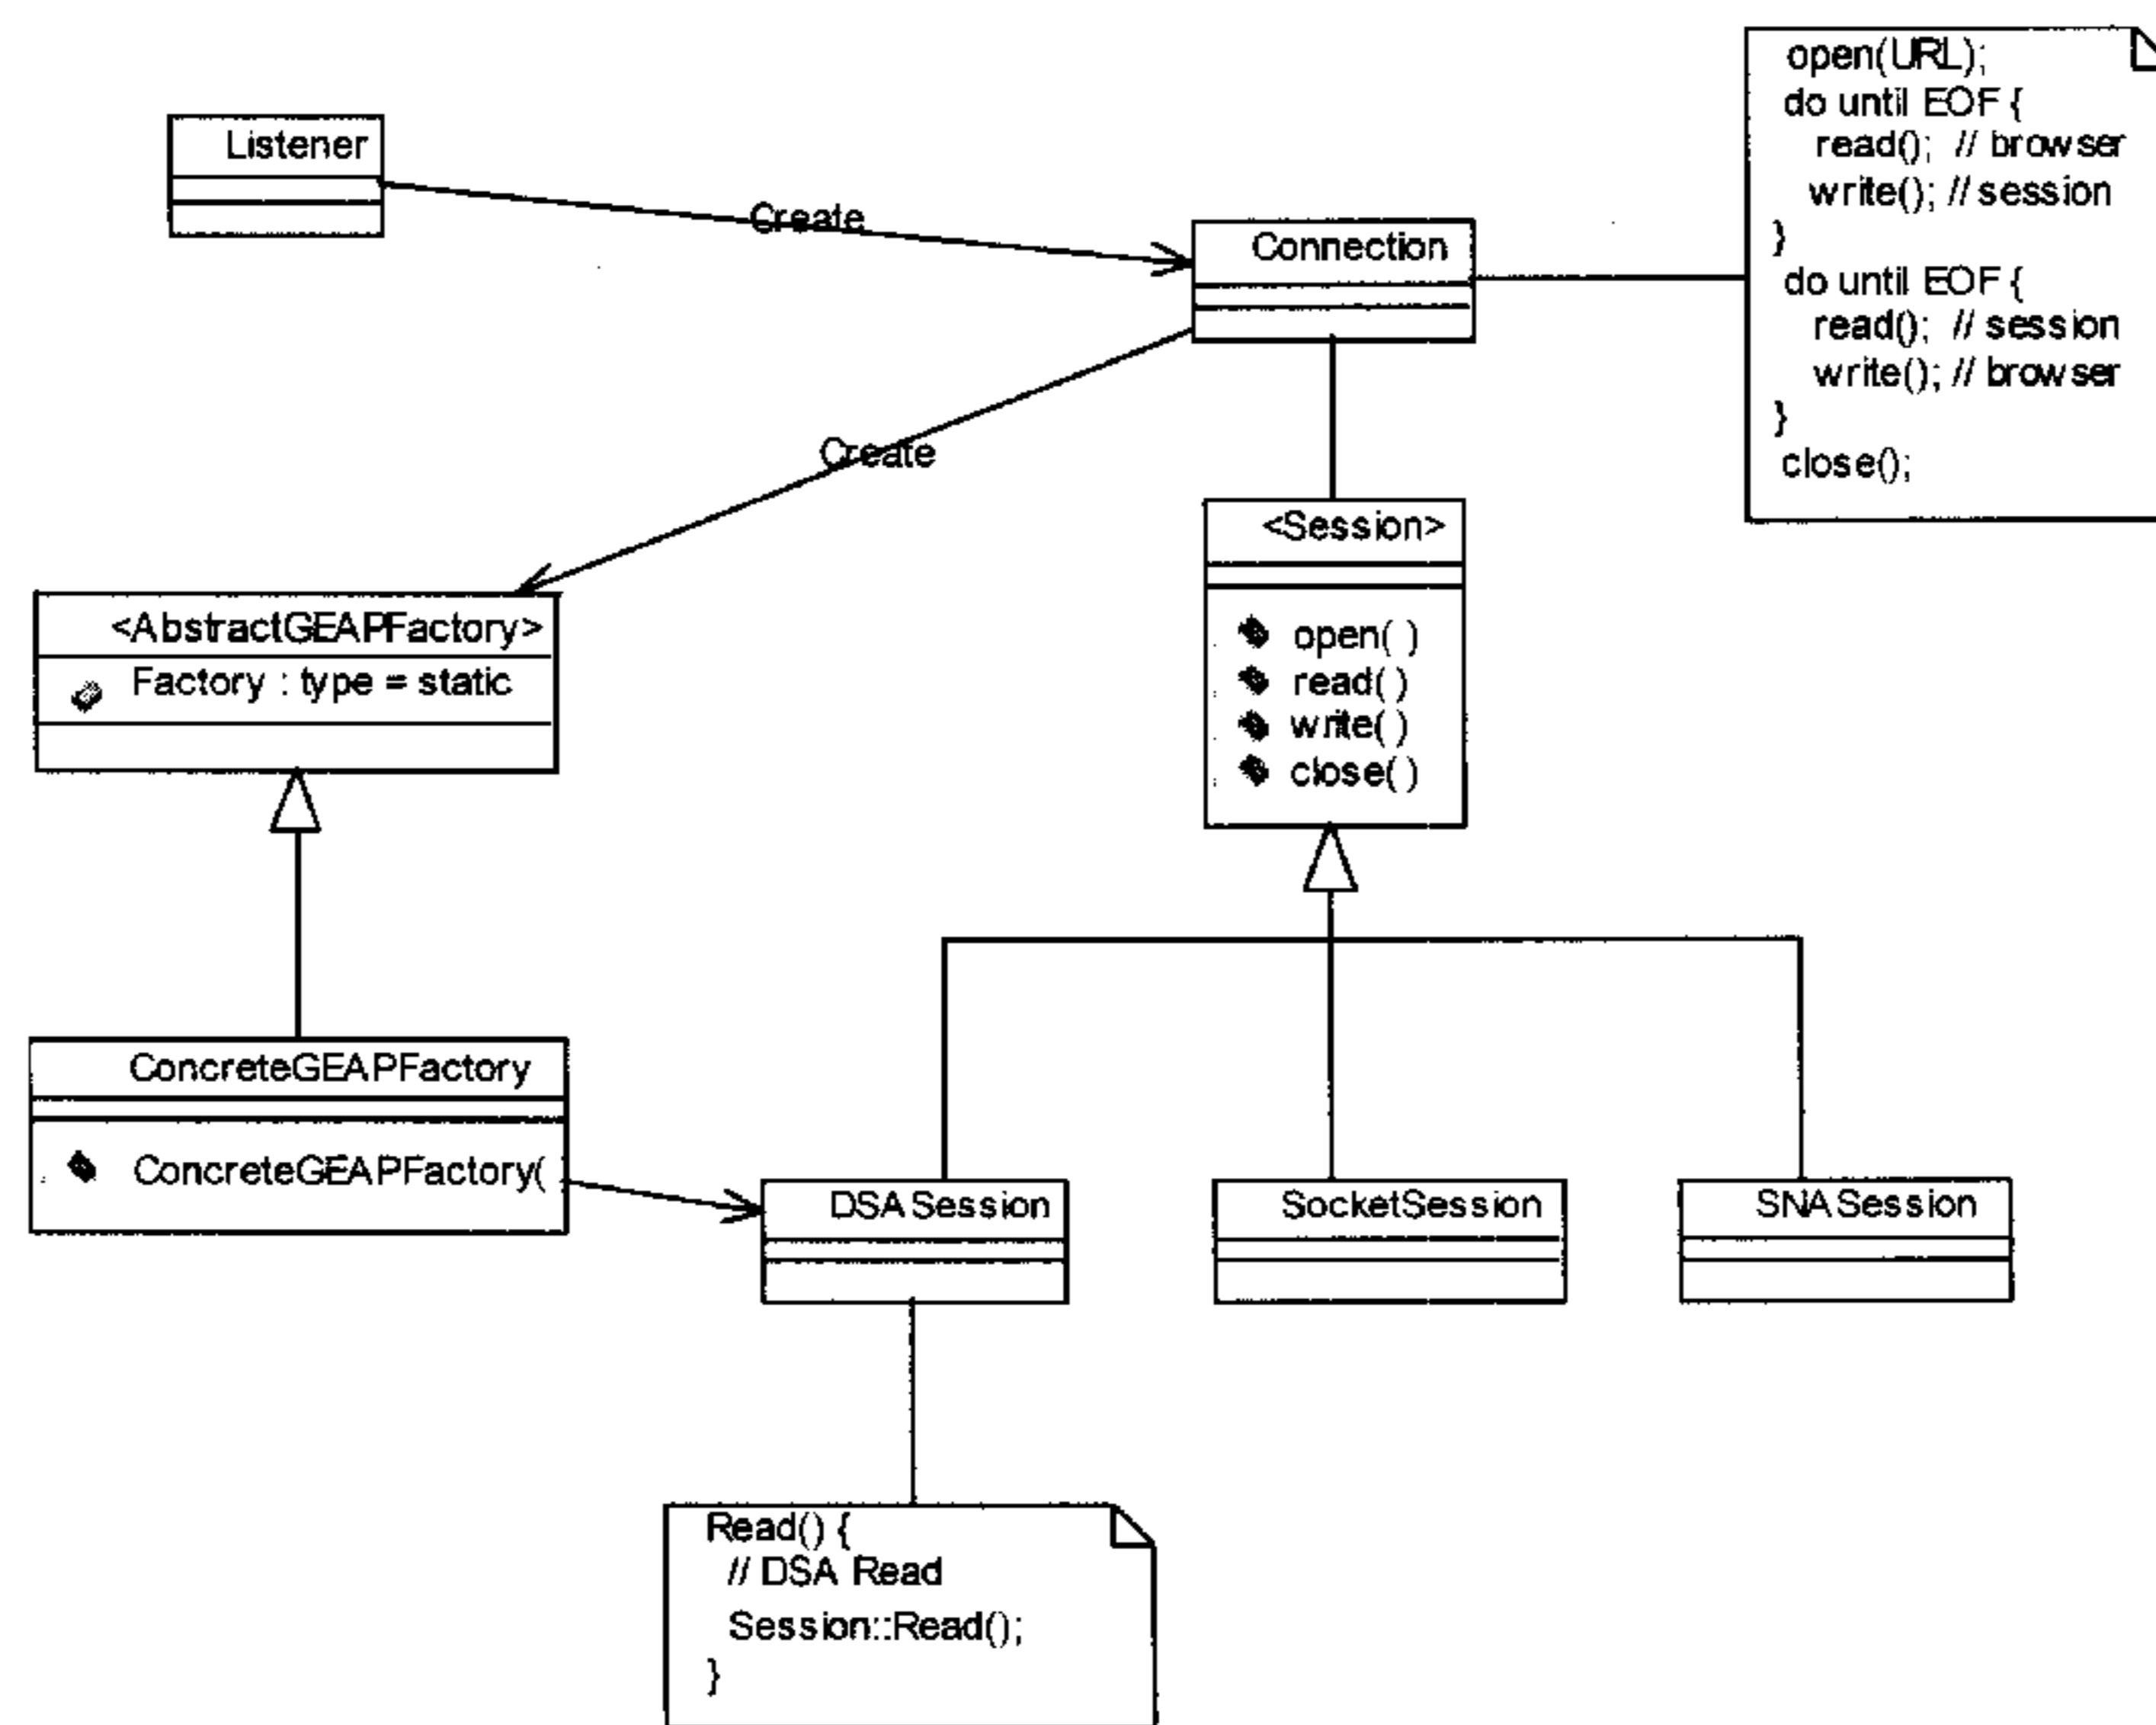 Listener
Create
Connection
open(URL);
do until EOF {
read(); // browser
write(); // session
}
do until EOF {
read(); // session
write(); // browser
}
close();
Create
<Session>
open( )
read( )
write( )
close( )
<AbstractGEAPFactory>
Factory : type = static
ConcreteGEAPFactory
ConcreteGEAPFactory(
DSASession
SocketSession
SNASession
Read() {
// DSA Read
Session::Read();
}